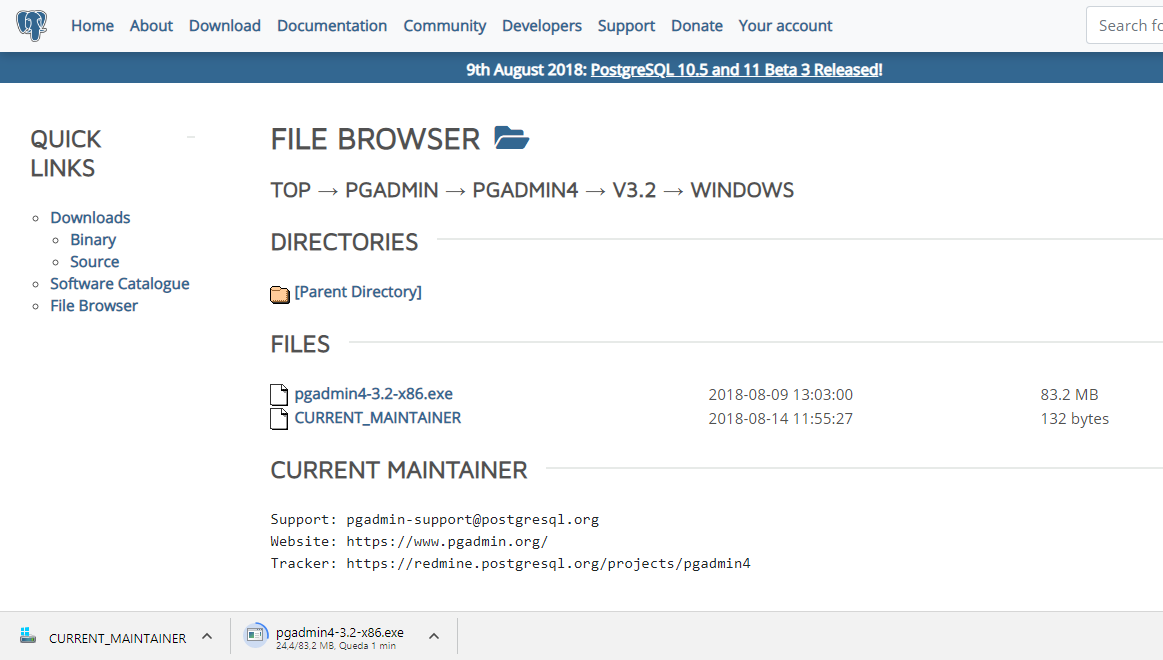 Home About Download Documentation Community Developers Support Donate Your account Search fo
9th August 2018: PostgreSQL 10.5 and 11 Beta 3 Released!
QUICK
LINKS
Downloads
Binary
Source
Software Catalogue
File Browser
FILE BROWSER
TOP → PGADMIN → PGADMIN4 → V3.2 → WINDOWS
DIRECTORIES
[Parent Directory]
FILES
pgadmin4-3.2-x86.exe 2018-08-09 13:03:00 83.2 MB
CURRENT_MAINTAINER 2018-08-14 11:55:27 132 bytes
CURRENT MAINTAINER
Support: pgadmin-support@postgresql.org
Website: https://www.pgadmin.org/
Tracker: https://redmine.postgresql.org/projects/pgadmin4
CURRENT_MAINTAINER
pgadmin4-3.2-x86.exe
24,4/83,2 MB, Queda 1 min